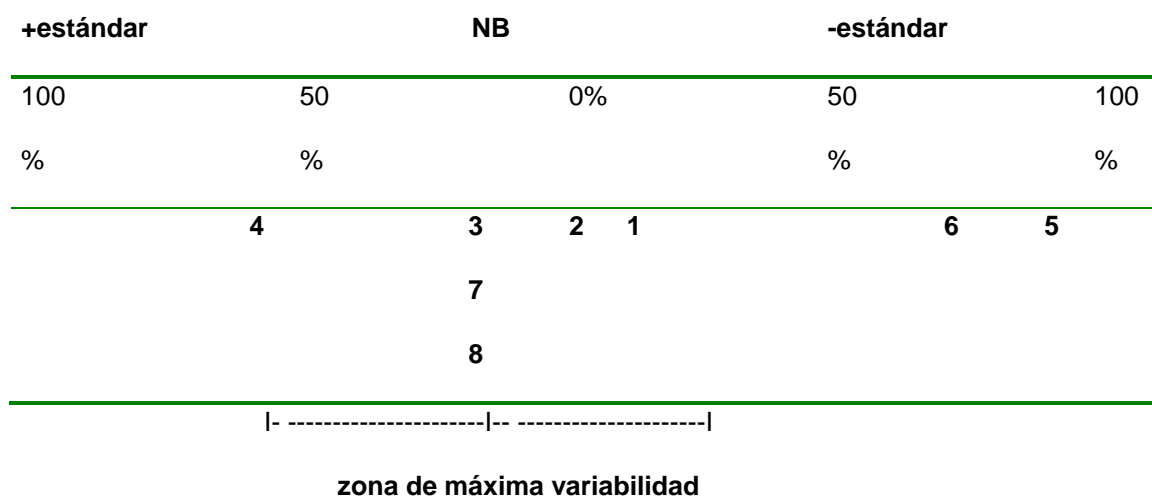 +estándar NB -estándar
100 50 0% 50 100
% % % %
4 3 2 1 6 5
7
8
|- ----------------------|-- ---------------------|
zona de máxima variabilidad